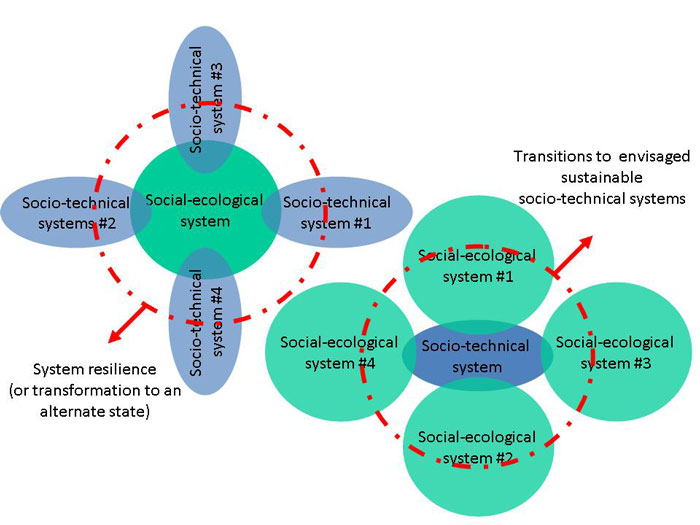 Socio-technical
system #3
Social-ecological
system
Socio-technical
systems #2
Socio-technical
system #1
Socio-technical
system #4
System resilience
(or transformation to an
alternate state)
Transitions to envisaged
sustainable
socio-technical systems
Social-ecological
system #1
Social-ecological
system #4
Socio-technical
system
Social-ecological
system #3
Social-ecological
system #2